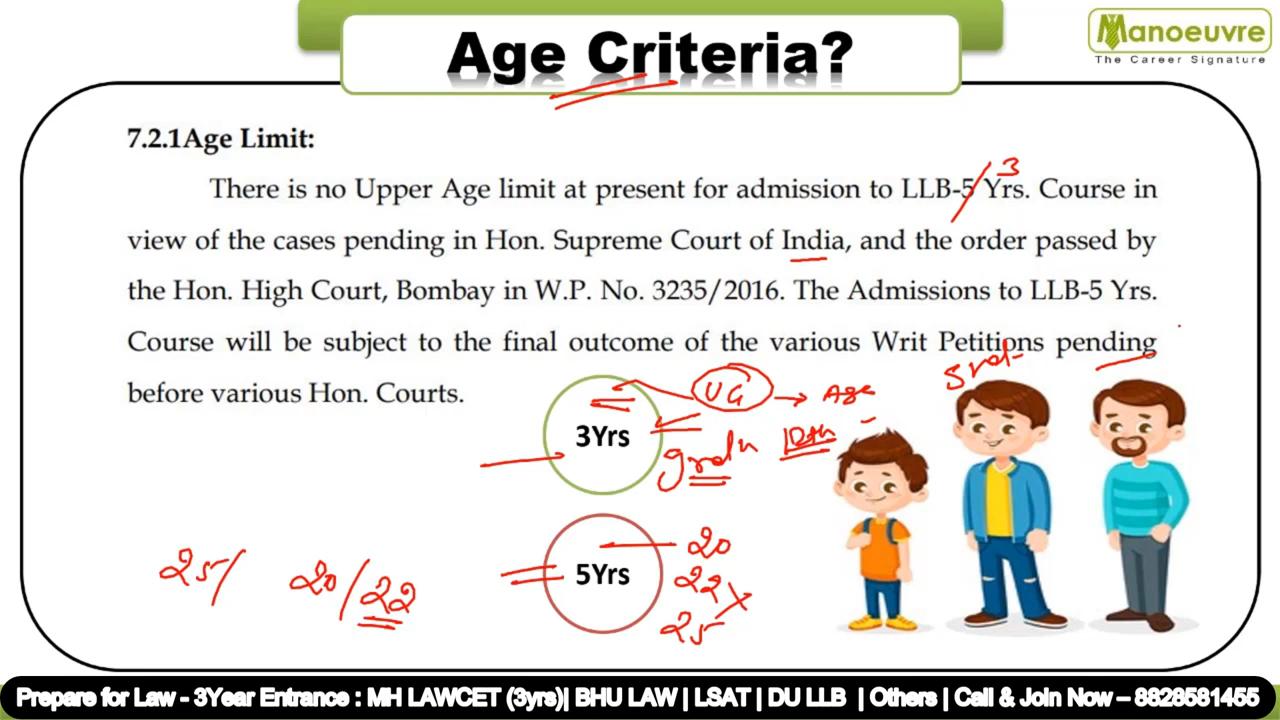 Age Criteria?
Manoeuvre
The Career Signature
7.2.1Age Limit:
3
There is no Upper Age limit at present for admission to LLB-5 Yrs. Course in
view of the cases pending in Hon. Supreme Court of India, and the order passed by
the Hon. High Court, Bombay in W.P. No. 3235/2016. The Admissions to LLB-5 Yrs.
Course will be subject to the final outcome of the various Writ Petitions pending
before various Hon. Courts.
UG → Age
3Yrs
12th
20
5Yrs
22
25
25/
20/22
Prepare for Law - 3Year Entrance : MH LAWCET (3yrs)| BHU LAW | LSAT | DU LLB | Others | Call & Join Now – 8828581455